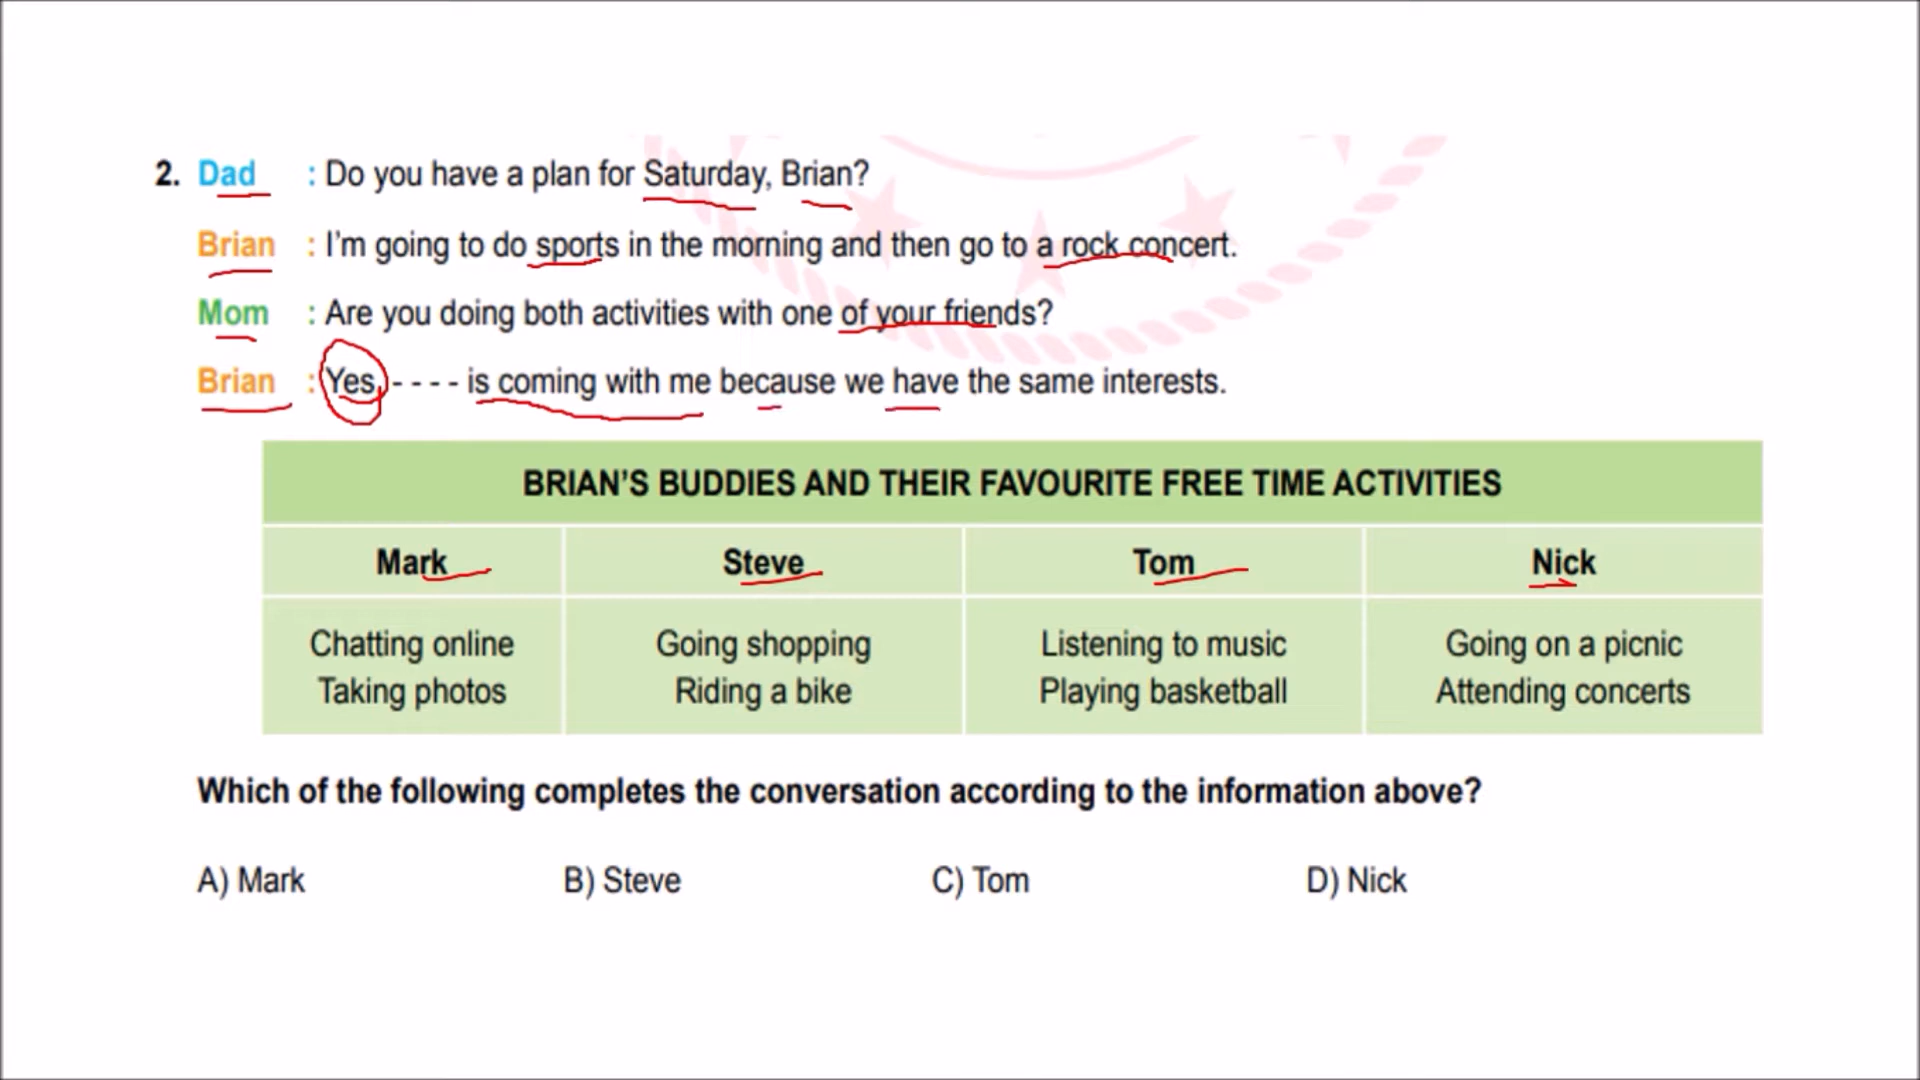 2. Dad : Do you have a plan for Saturday, Brian?
Brian : I'm going to do sports in the morning and then go to a rock concert.
Mom : Are you doing both activities with one of your friends?
Brian : Yes, - - - - is coming with me because we have the same interests.
BRIAN'S BUDDIES AND THEIR FAVOURITE FREE TIME ACTIVITIES
Mark Steve Tom Nick
Chatting online Going shopping Listening to music Going on a picnic
Taking photos Riding a bike Playing basketball Attending concerts
Which of the following completes the conversation according to the information above?
A) Mark B) Steve C) Tom D) Nick